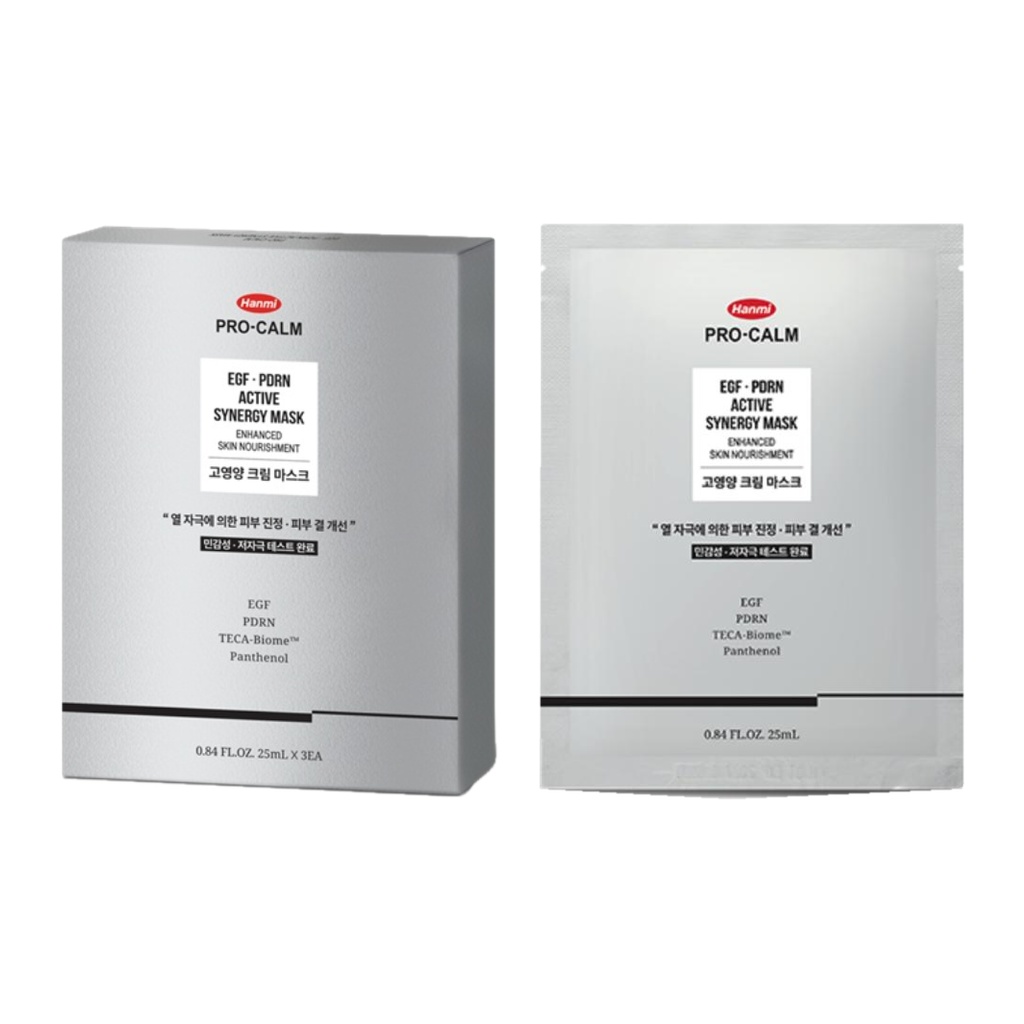 Hanmi
PRO-CALM
EGF · PDRN
ACTIVE
SYNERGY MASK
ENHANCED
SKIN NOURISHMENT
고영양 크림 마스크
“ 열 자극에 의한 피부 진정 · 피부 결 개선 ”
민감성 · 저자극 테스트 완료
EGF
PDRN
TECA-Biome™
Panthenol
0.84 FL.OZ. 25mL X 3EA
Hanmi
PRO-CALM
EGF · PDRN
ACTIVE
SYNERGY MASK
ENHANCED
SKIN NOURISHMENT
고영양 크림 마스크
“ 열 자극에 의한 피부 진정 · 피부 결 개선 ”
민감성 · 저자극 테스트 완료
EGF
PDRN
TECA-Biome™
Panthenol
0.84 FL.OZ. 25mL